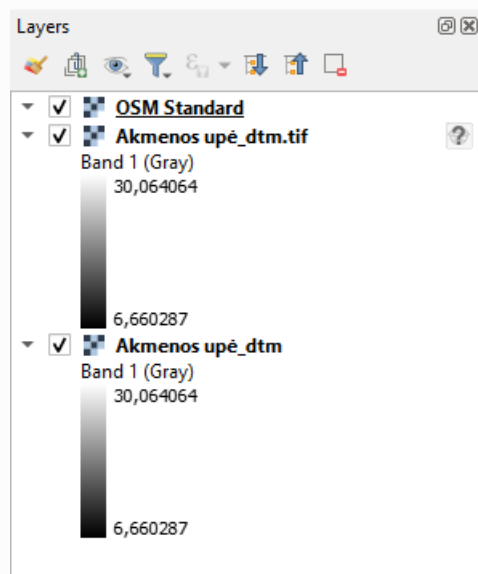 Layers
OSM Standard
Akmenos upė_dtm.tif
Band 1 (Gray)
30,064064
6,660287
Akmenos upė_dtm
Band 1 (Gray)
30,064064
6,660287